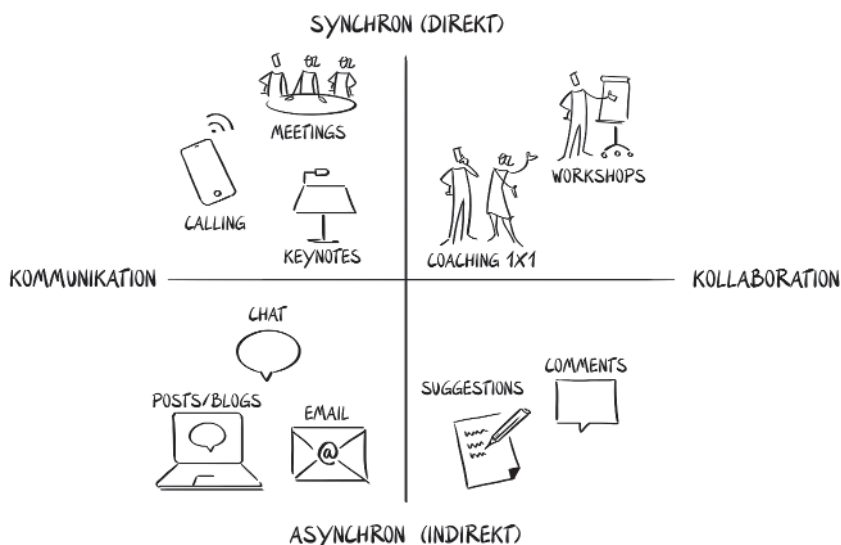 SYNCHRON (DIREKT)
MEETINGS
WORKSHOPS
CALLING
KEYNOTES
COACHING 1X1
KOMMUNIKATION
KOLLABORATION
CHAT
COMMENTS
POSTS/BLOGS
EMAIL
SUGGESTIONS
@
ASYNCHRON (INDIREKT)